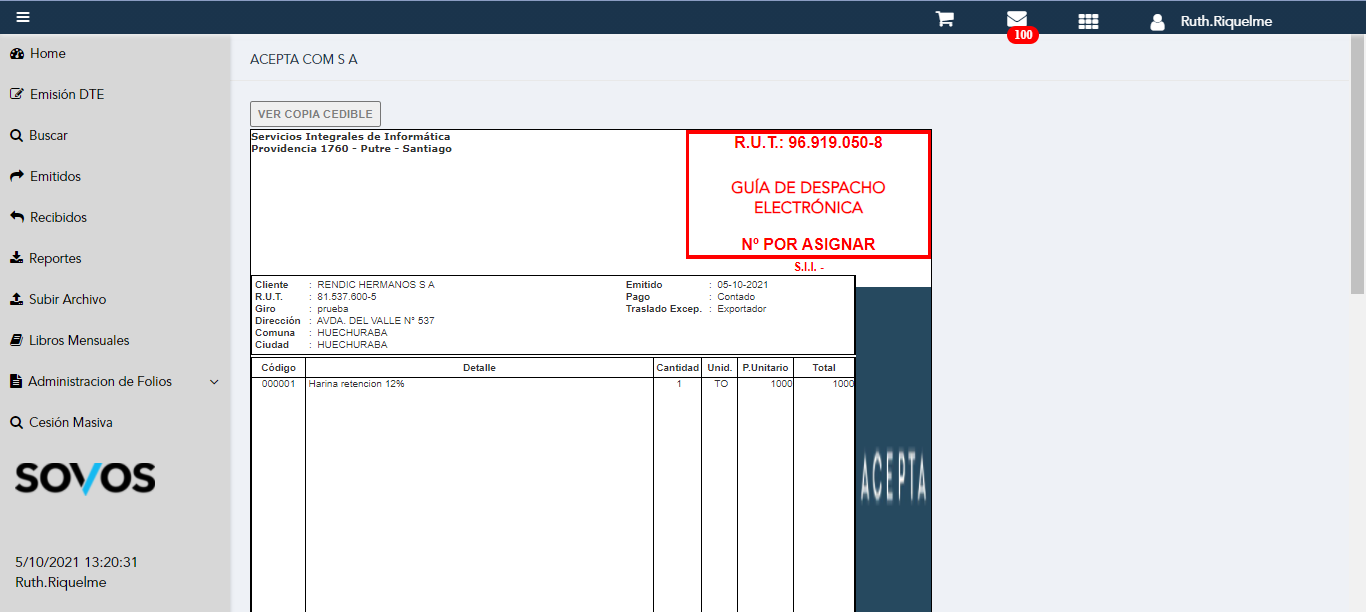 Ruth.Riquelme
100
Home
Emisión DTE
Buscar
Emitidos
Recibidos
Reportes
Subir Archivo
Libros Mensuales
Administracion de Folios
Cesión Masiva
SOVOS
5/10/2021 13:20:31
Ruth.Riquelme
ACEPTA COM S A
VER COPIA CEDIBLE
Servicios Integrales de Informática
Providencia 1760 - Putre - Santiago
R.U.T.: 96.919.050-8
GUÍA DE DESPACHO
ELECTRÓNICA
Nº POR ASIGNAR
S.I.I. -
Cliente : RENDIC HERMANOS S A
R.U.T. : 81.537.600-5
Giro : prueba
Dirección : AVDA. DEL VALLE N° 537
Comuna : HUECHURABA
Ciudad : HUECHURABA
Emitido : 05-10-2021
Pago : Contado
Traslado Excep. : Exportador
Código Detalle Cantidad Unid. P.Unitario Total
000001 Harina retencion 12% 1 TO 1000 1000
ACEPTA